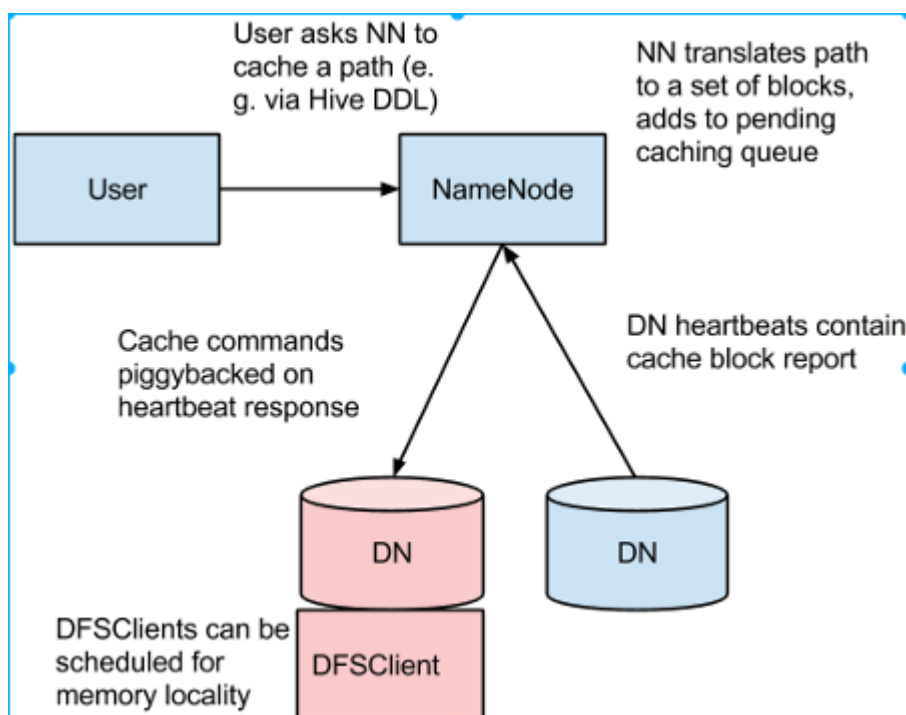 User asks NN to
cache a path (e.
g. via Hive DDL)
NN translates path
to a set of blocks,
adds to pending
caching queue
User
NameNode
Cache commands
piggybacked on
heartbeat response
DN heartbeats contain
cache block report
DN
DN
DFSClients can be
scheduled for
memory locality
DFSClient